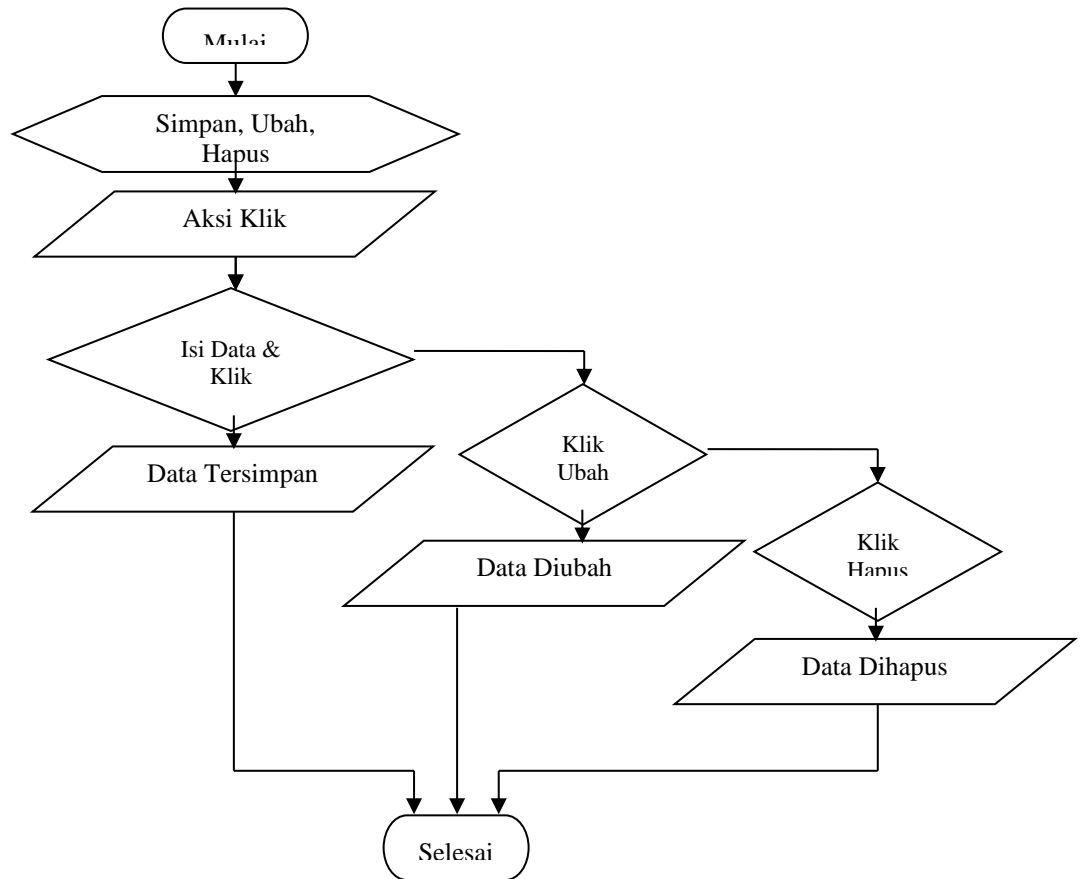 Mulai
Simpan, Ubah,
Hapus
Aksi Klik
Isi Data &
Klik
Data Tersimpan
Klik
Ubah
Data Diubah
Klik
Hapus
Data Dihapus
Selesai